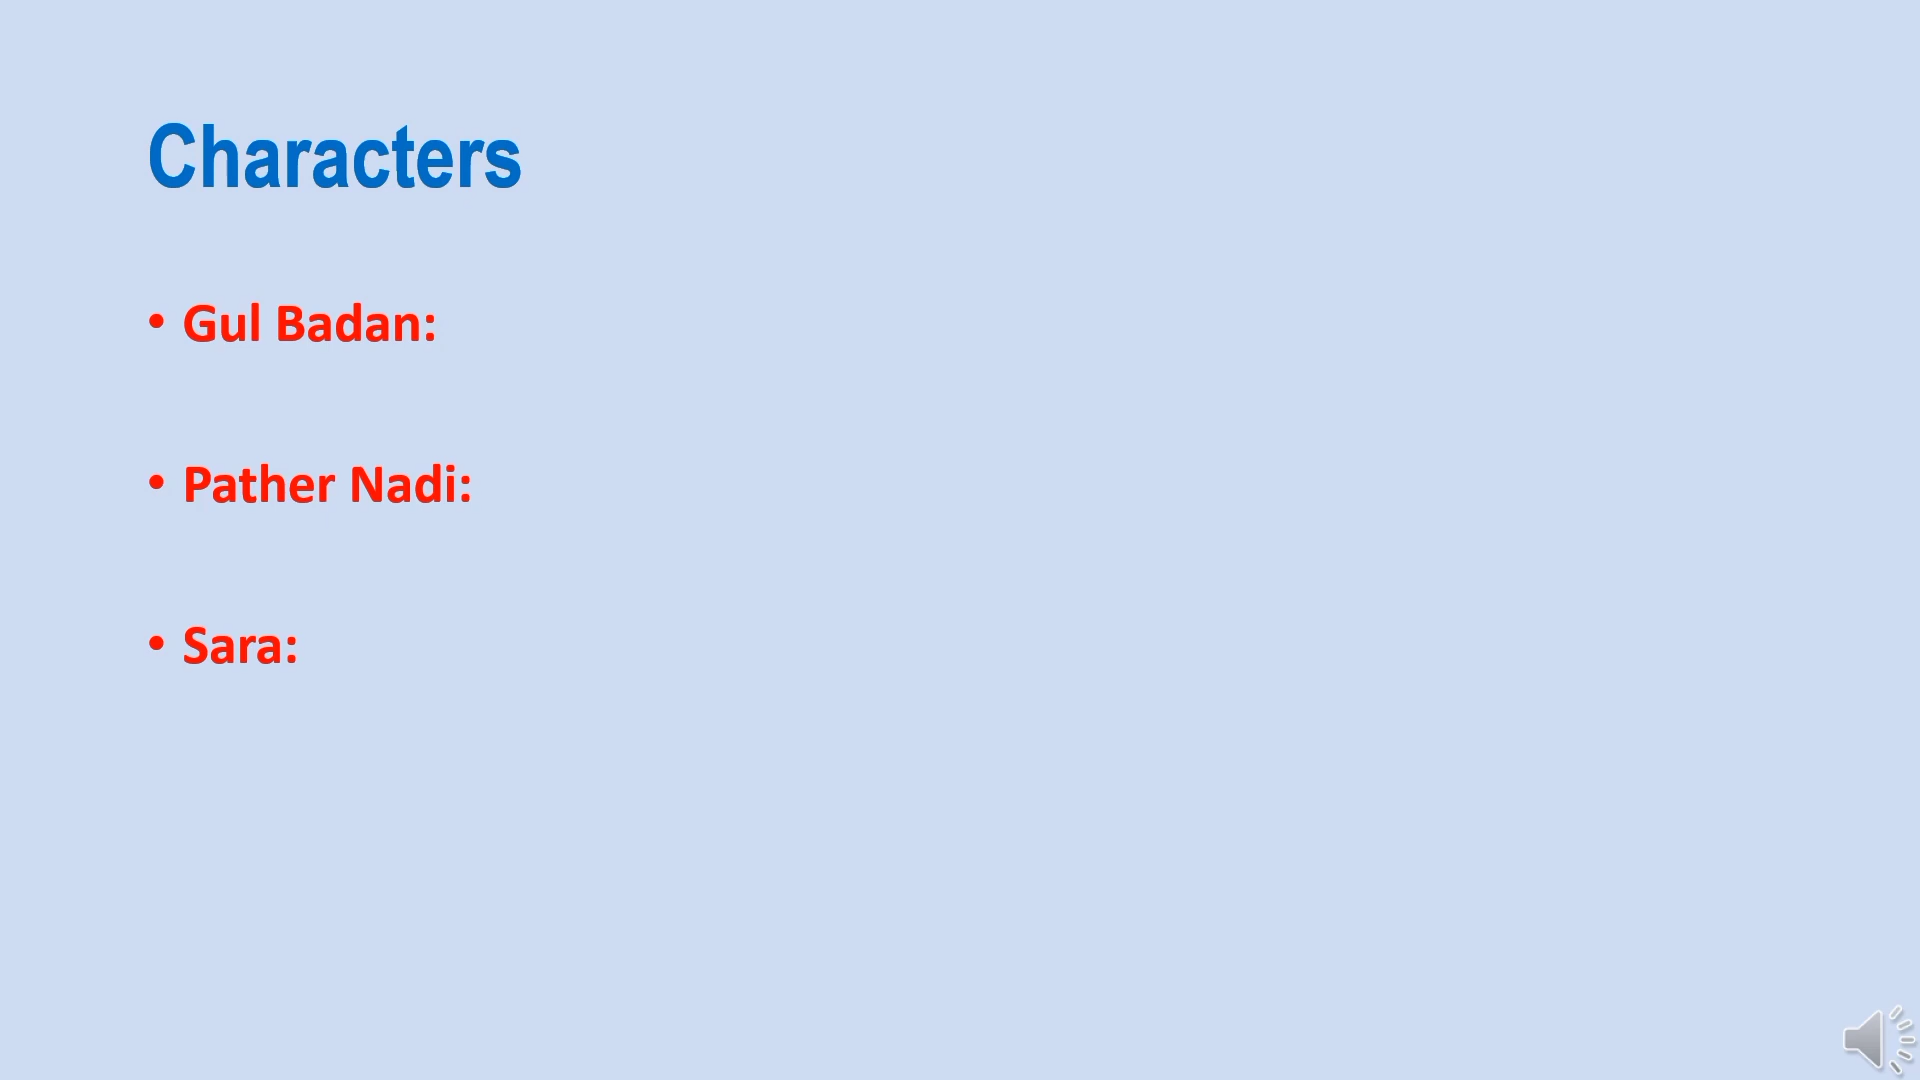 Characters
• Gul Badan:
• Pather Nadi:
• Sara: